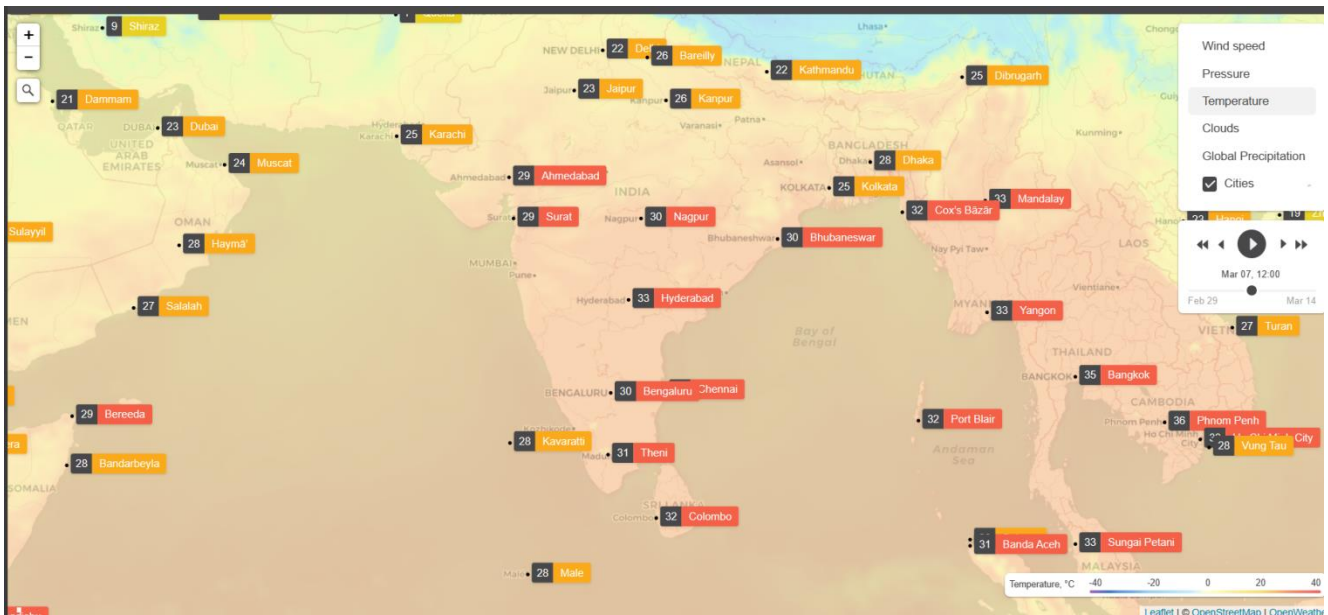 Shiraz 9 Shiraz
Lhasa
NEW DELHI 22
26 Bareilly
NEPAL
22 Kathmandu
25 Dibrugarh
21 Dammam
Jaipur 23 Jaipur
Kanpur 26 Kanpur
QATAR
DUBAI 23 Dubai
Karachi 25 Karachi
Varanasi
Patna
Kunming
UNITED
ARAB
EMIRATES
Muscat 24 Muscat
BANGLADESH
Dhaka 28 Dhaka
Ahmedabad 29 Ahmedabad
Asansol
INDIA
KOLKATA 25 Kolkata
33 Mandalay
32 Cox's Bāzār
Surat 29 Surat
Nagpur 30 Nagpur
OMAN
Sulayyil
28 Haymā'
Bhubaneshwar 30 Bhubaneswar
Nay Pyi Taw
LAOS
MUMBAI
Pune
Vientiane
27 Salalah
Hyderabad 33 Hyderabad
33 Yangon
Bay of
Bengal
27 Turan
THAILAND
BANGKOK 35 Bangkok
BENGALURU 30 Bengaluru
Chennai
CAMBODIA
29 Bereeda
32 Port Blair
Phnom Penh 36 Phnom Penh
28 Kavaratti
Ho Chi Minh
City
28 Vung Tau
31 Theni
Andaman
Sea
28 Bandarbeyla
SOMALIA
SRI LANKA
Colombo 32 Colombo
31 Banda Aceh
33 Sungai Petani
MALAYSIA
Male 28 Male
+
−
Wind speed
Pressure
Temperature
Clouds
Global Precipitation
Cities
Mar 07, 12:00
Feb 29 Mar 14
Temperature, °C -40 -20 0 20 40
Leaflet | © OpenStreetMap | OpenWeathe